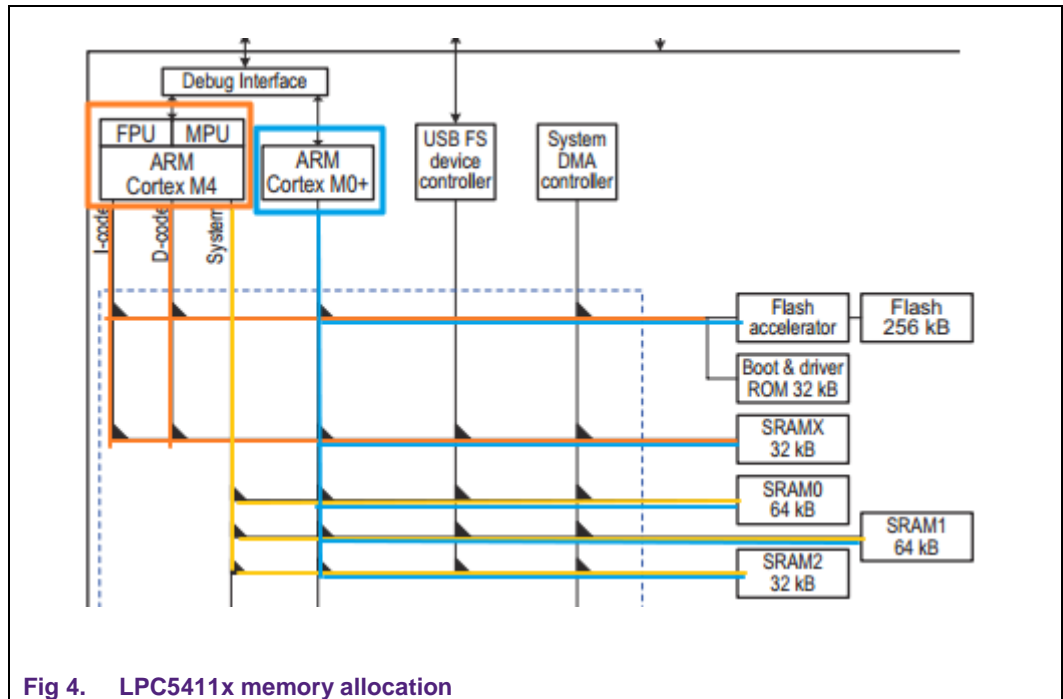 Debug Interface
FPU MPU
ARM
Cortex M4
ARM
Cortex M0+
USB FS
device
controller
System
DMA
controller
I-code
D-code
System
Flash
accelerator
Flash
256 kB
Boot & driver
ROM 32 kB
SRAMX
32 kB
SRAM0
64 kB
SRAM1
64 kB
SRAM2
32 kB
Fig 4. LPC5411x memory allocation